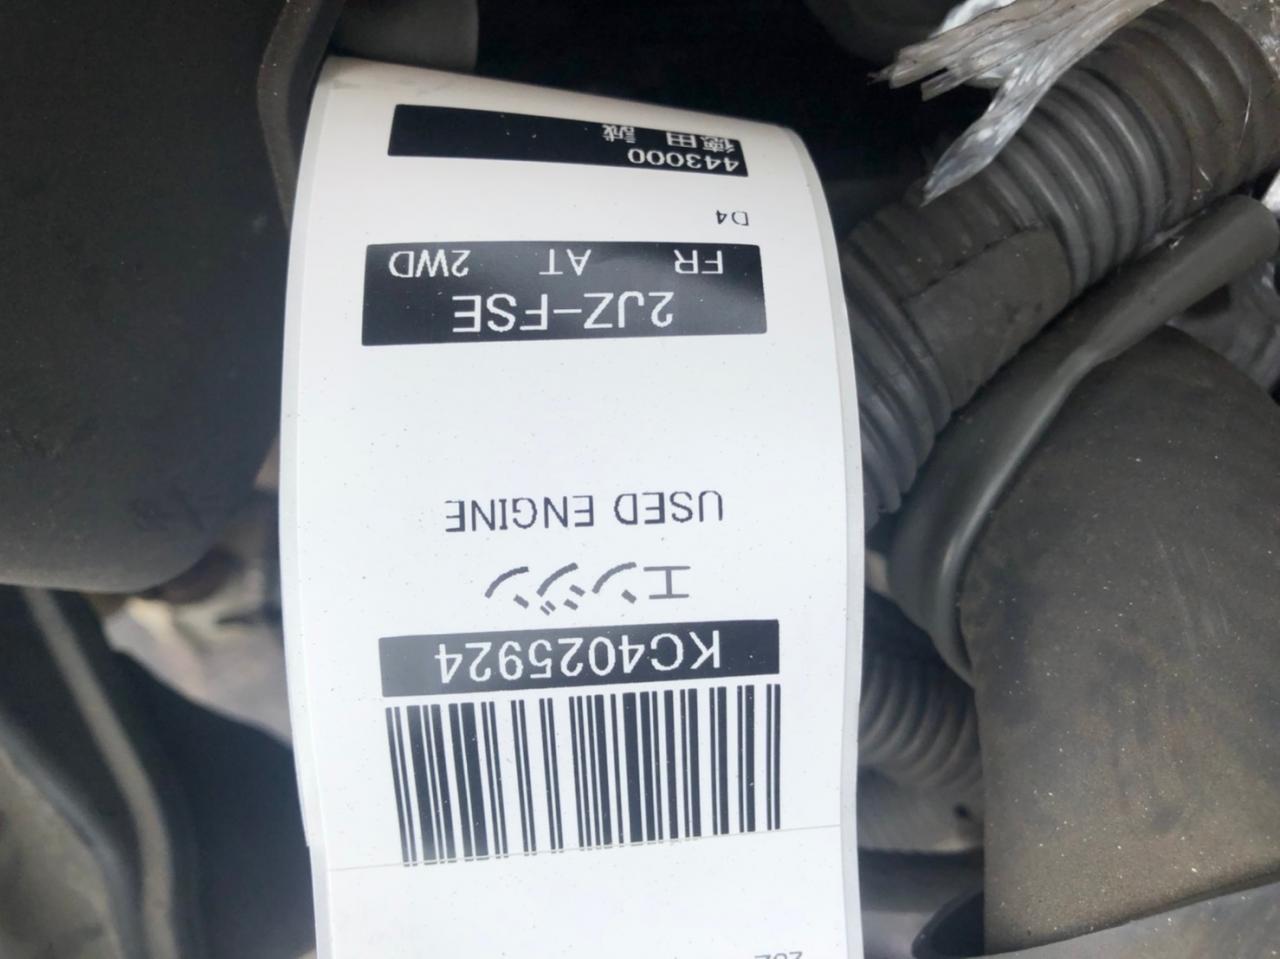 KC4025924
エンジン
USED ENGINE
2JZ-FSE
FR AT 2WD
D4
443000
徳田 誠